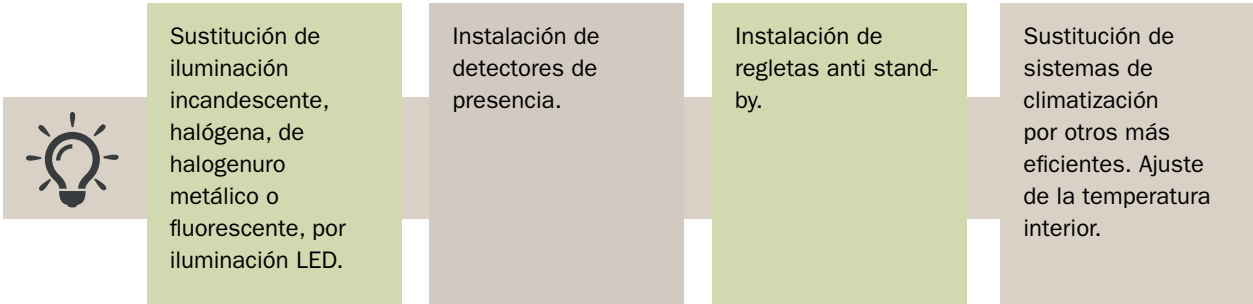 Sustitución de
iluminación
incandescente,
halógena, de
halogenuro
metálico o
fluorescente, por
iluminación LED.
Instalación de
detectores de
presencia.
Instalación de
regletas anti stand-
by.
Sustitución de
sistemas de
climatización
por otros más
eficientes. Ajuste
de la temperatura
interior.